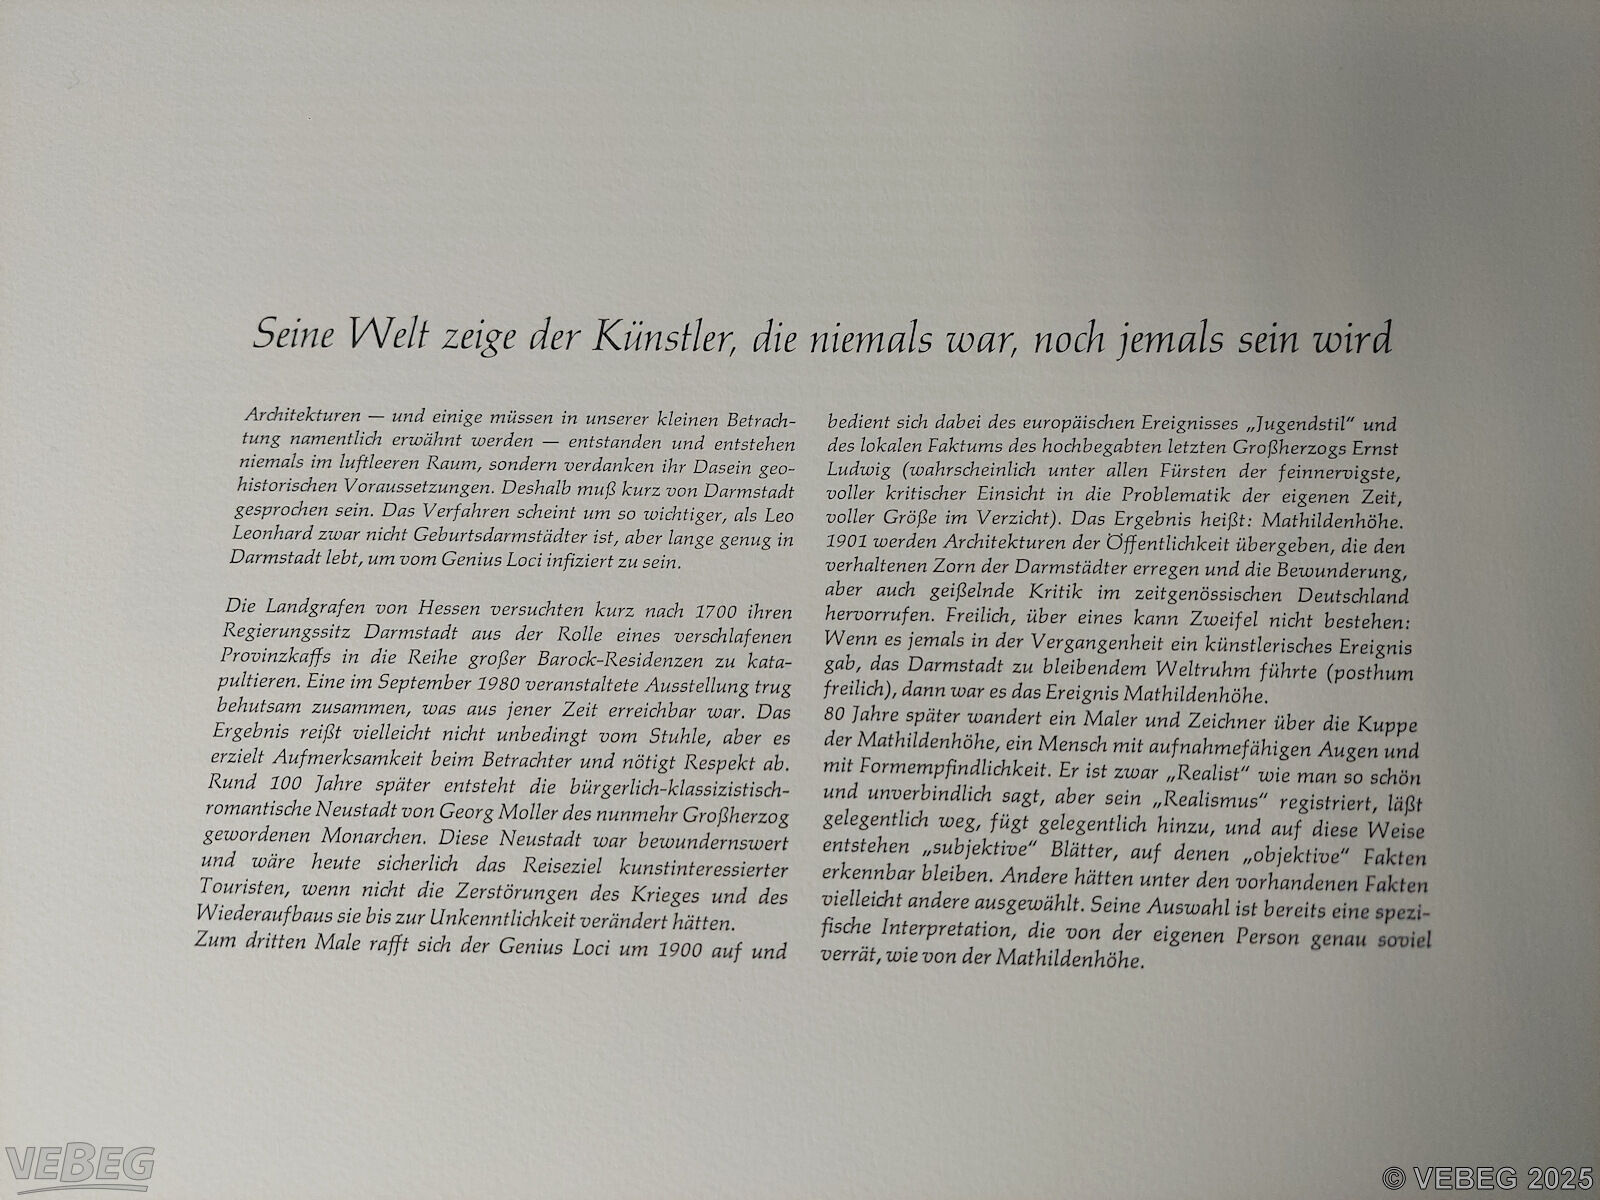 Seine Welt zeige der Künstler, die niemals war, noch jemals sein wird
Architekturen — und einige müssen in unserer kleinen Betrach-
tung namentlich erwähnt werden — entstanden und entstehen
niemals im luftleeren Raum, sondern verdanken ihr Dasein geo-
historischen Voraussetzungen. Deshalb muß kurz von Darmstadt
gesprochen sein. Das Verfahren scheint um so wichtiger, als Leo
Leonhard zwar nicht Geburtsdarmstädter ist, aber lange genug in
Darmstadt lebt, um vom Genius Loci infiziert zu sein.
Die Landgrafen von Hessen versuchten kurz nach 1700 ihren
Regierungssitz Darmstadt aus der Rolle eines verschlafenen
Provinzkaffs in die Reihe großer Barock-Residenzen zu kata-
pultieren. Eine im September 1980 veranstaltete Ausstellung trug
behutsam zusammen, was aus jener Zeit erreichbar war. Das
Ergebnis reißt vielleicht nicht unbedingt vom Stuhle, aber es
erzielt Aufmerksamkeit beim Betrachter und nötigt Respekt ab.
Rund 100 Jahre später entsteht die bürgerlich-klassizistisch-
romantische Neustadt von Georg Moller des nunmehr Großherzog
gewordenen Monarchen. Diese Neustadt war bewundernswert
und wäre heute sicherlich das Reiseziel kunstinteressierter
Touristen, wenn nicht die Zerstörungen des Krieges und des
Wiederaufbaus sie bis zur Unkenntlichkeit verändert hätten.
Zum dritten Male rafft sich der Genius Loci um 1900 auf und
bedient sich dabei des europäischen Ereignisses „Jugendstil“ und
des lokalen Faktums des hochbegabten letzten Großherzogs Ernst
Ludwig (wahrscheinlich unter allen Fürsten der feinnervigste,
voller kritischer Einsicht in die Problematik der eigenen Zeit,
voller Größe im Verzicht). Das Ergebnis heißt: Mathildenhöhe.
1901 werden Architekturen der Öffentlichkeit übergeben, die den
verhaltenen Zorn der Darmstädter erregen und die Bewunderung,
aber auch geißelnde Kritik im zeitgenössischen Deutschland
hervorrufen. Freilich, über eines kann Zweifel nicht bestehen:
Wenn es jemals in der Vergangenheit ein künstlerisches Ereignis
gab, das Darmstadt zu bleibendem Weltruhm führte (posthum
freilich), dann war es das Ereignis Mathildenhöhe.
80 Jahre später wandert ein Maler und Zeichner über die Kuppe
der Mathildenhöhe, ein Mensch mit aufnahmefähigen Augen und
mit Formempfindlichkeit. Er ist zwar „Realist“ wie man so schön
und unverbindlich sagt, aber sein „Realismus“ registriert, läßt
gelegentlich weg, fügt gelegentlich hinzu, und auf diese Weise
entstehen „subjektive“ Blätter, auf denen „objektive“ Fakten
erkennbar bleiben. Andere hätten unter den vorhandenen Fakten
vielleicht andere ausgewählt. Seine Auswahl ist bereits eine spezi-
fische Interpretation, die von der eigenen Person genau soviel
verrät, wie von der Mathildenhöhe.
VEBEG
© VEBEG 2025